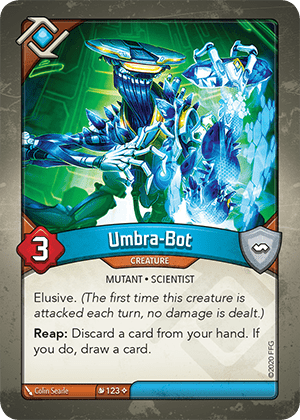 Umbra-Bot
CREATURE
3
MUTANT • SCIENTIST
Elusive. (The first time this creature is
attacked each turn, no damage is dealt.)
Reap: Discard a card from your hand. If
you do, draw a card.
©2020 FFG
Colin Searle
123